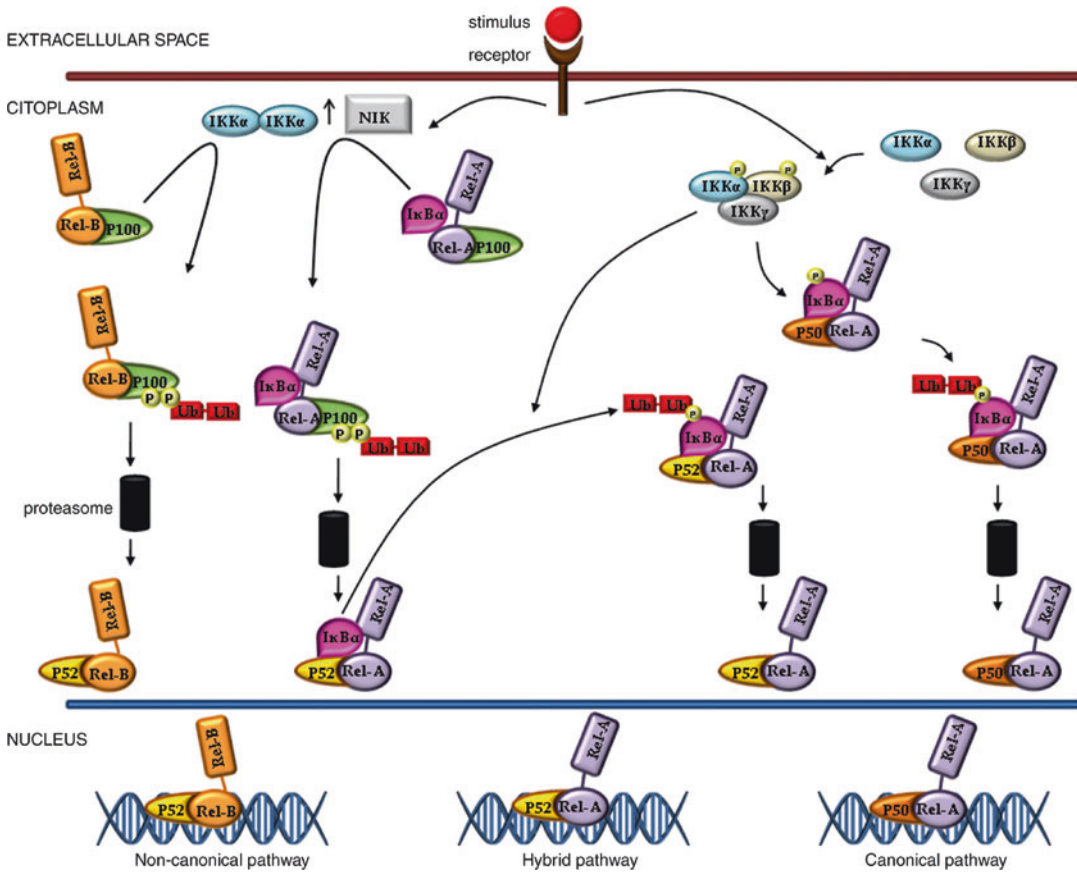 stimulus
EXTRACELLULAR SPACE
receptor
CITOPLASM
IKKα IKKα
NIK
IKKα
IKKβ
IKKγ
Rel-B
Rel-B P100
Rel-A
IκBα
Rel-A P100
P P
IKKα IKKβ
IKKγ
P
Rel-A
IκBα
P50 Rel-A
Rel-B
Rel-B P100
P P
Ub Ub
Rel-A
IκBα
Rel-A P100
P P
Ub Ub
Ub Ub
P
Rel-A
IκBα
P52 Rel-A
Ub Ub
P
Rel-A
IκBα
P50 Rel-A
proteasome
Rel-B
P52 Rel-B
Rel-A
IκBα
P52 Rel-A
Rel-A
P52 Rel-A
Rel-A
P50 Rel-A
NUCLEUS
Rel-B
P52 Rel-B
Rel-A
P52 Rel-A
Rel-A
P50 Rel-A
Non-canonical pathway
Hybrid pathway
Canonical pathway